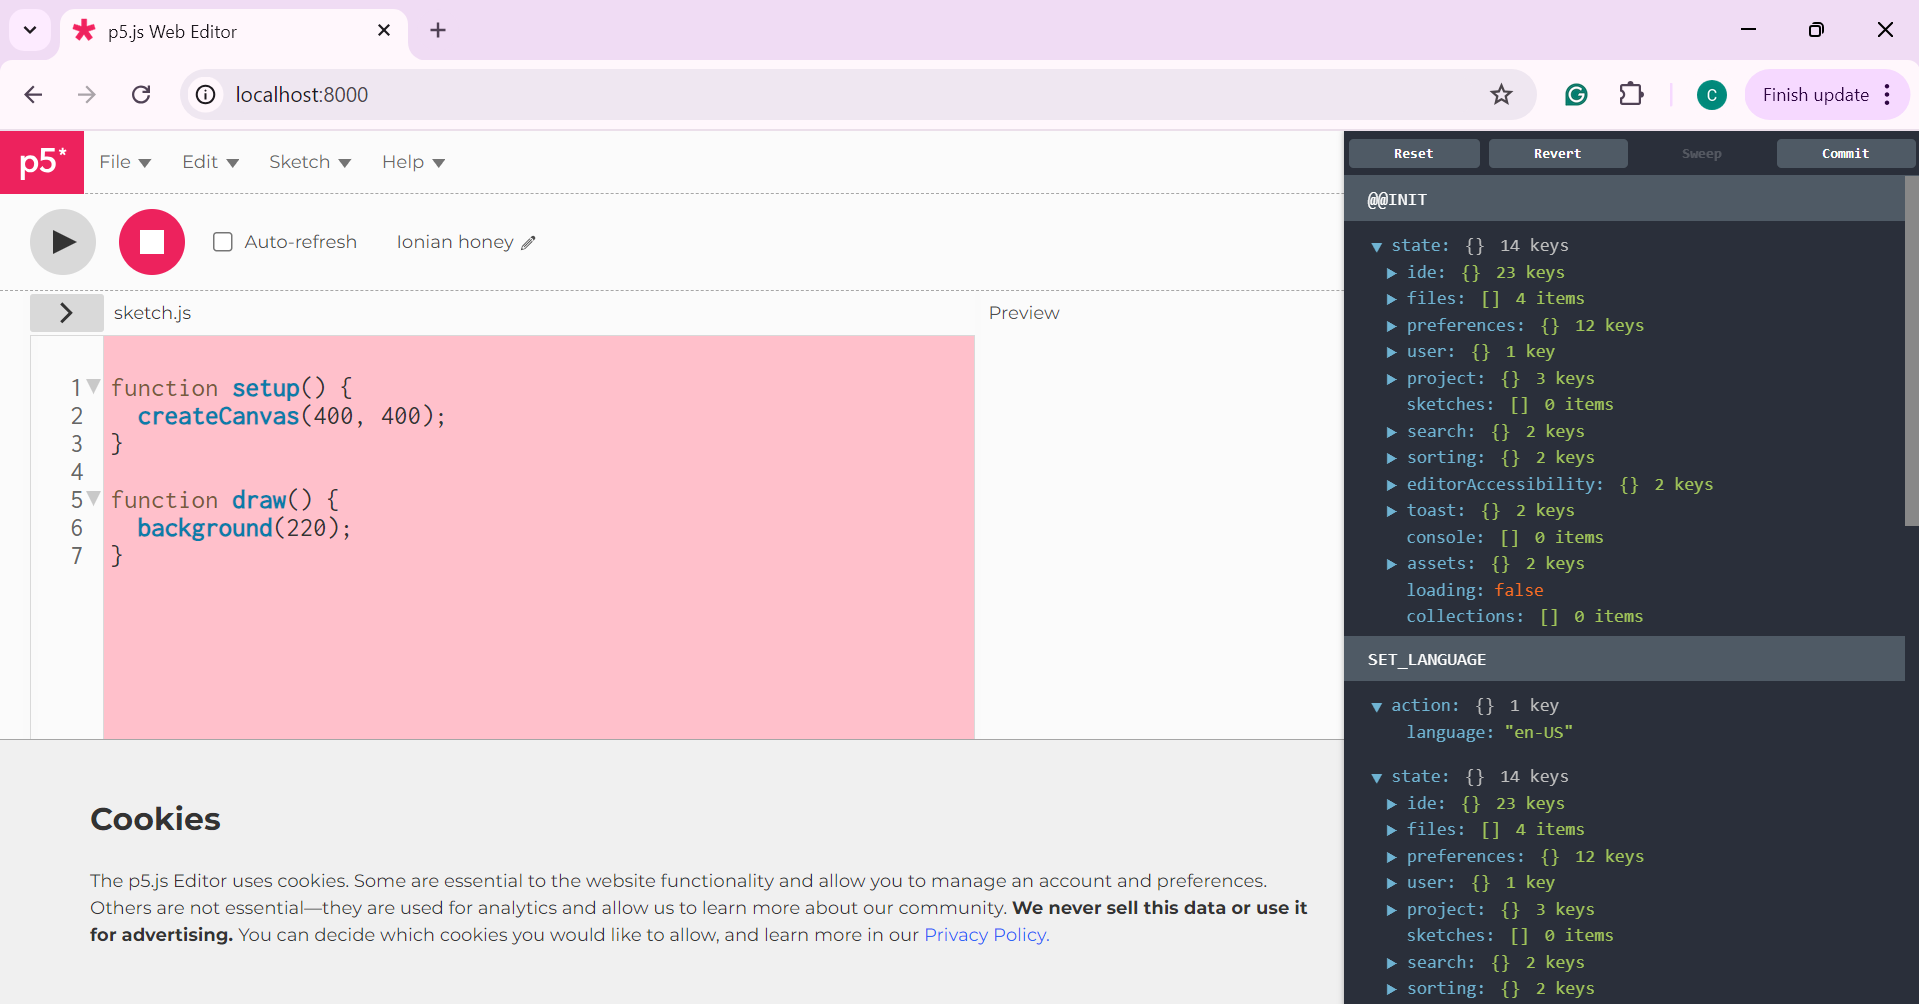 p5.js Web Editor
localhost:8000
C
Finish update
p5*
File
Edit
Sketch
Help
Auto-refresh
Ionian honey
sketch.js
Preview
1 function setup() {
2 createCanvas(400, 400);
3 }
4
5 function draw() {
6 background(220);
7 }
Cookies
The p5.js Editor uses cookies. Some are essential to the website functionality and allow you to manage an account and preferences.
Others are not essential—they are used for analytics and allow us to learn more about our community. We never sell this data or use it
for advertising. You can decide which cookies you would like to allow, and learn more in our Privacy Policy.
Reset
Revert
Sweep
Commit
@@INIT
state: {} 14 keys
ide: {} 23 keys
files: [] 4 items
preferences: {} 12 keys
user: {} 1 key
project: {} 3 keys
sketches: [] 0 items
search: {} 2 keys
sorting: {} 2 keys
editorAccessibility: {} 2 keys
toast: {} 2 keys
console: [] 0 items
assets: {} 2 keys
loading: false
collections: [] 0 items
SET_LANGUAGE
action: {} 1 key
language: "en-US"
state: {} 14 keys
ide: {} 23 keys
files: [] 4 items
preferences: {} 12 keys
user: {} 1 key
project: {} 3 keys
sketches: [] 0 items
search: {} 2 keys
sorting: {} 2 keys